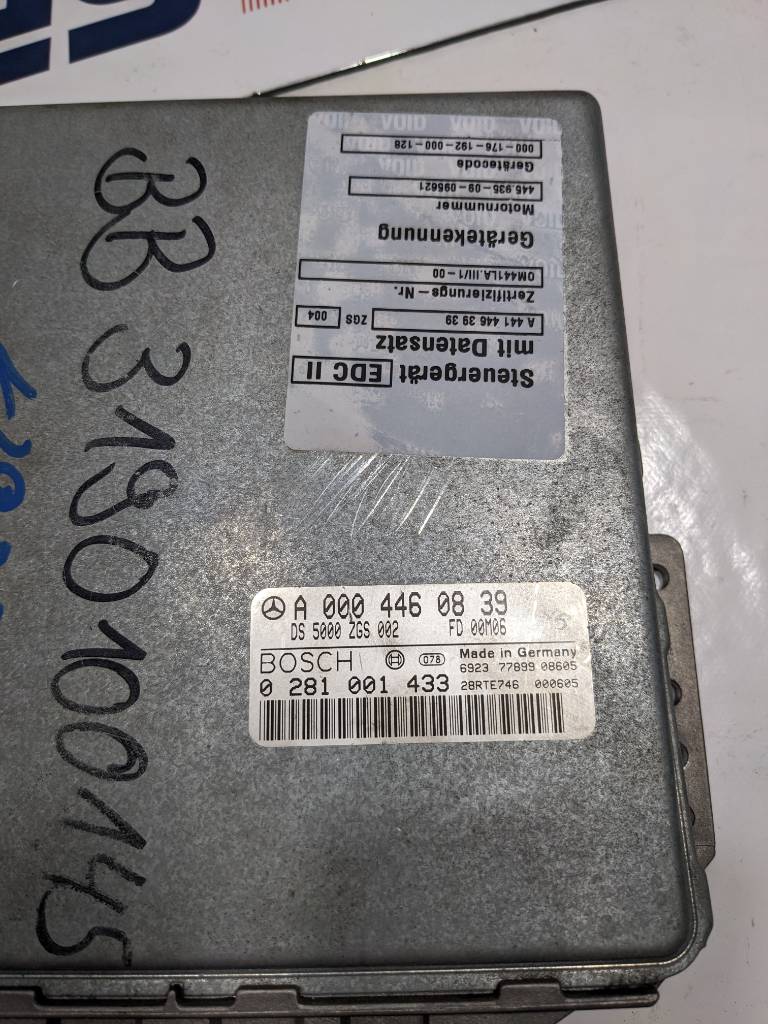 BB 3190100145
Steuergerät EDC II
mit Datensatz
A 441 446 39 39 ZGS 004
Zertifizierungs-Nr.
OM441LA.III/1-00
Gerätekennung
Motornummer
445.935-09-095621
Gerätecode
000-176-192-000-128
A 000 446 08 39
DS 5000 ZGS 002 FD 00M06
BOSCH 078 Made in Germany
6923 77899 08605
0 281 001 433 28RTE746 000605